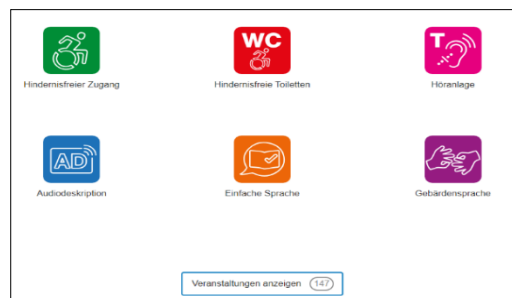 WC
T
Hindernisfreier Zugang
Hindernisfreie Toiletten
Höranlage
AD
Audiodeskription
Einfache Sprache
Gebärdensprache
Veranstaltungen anzeigen 147